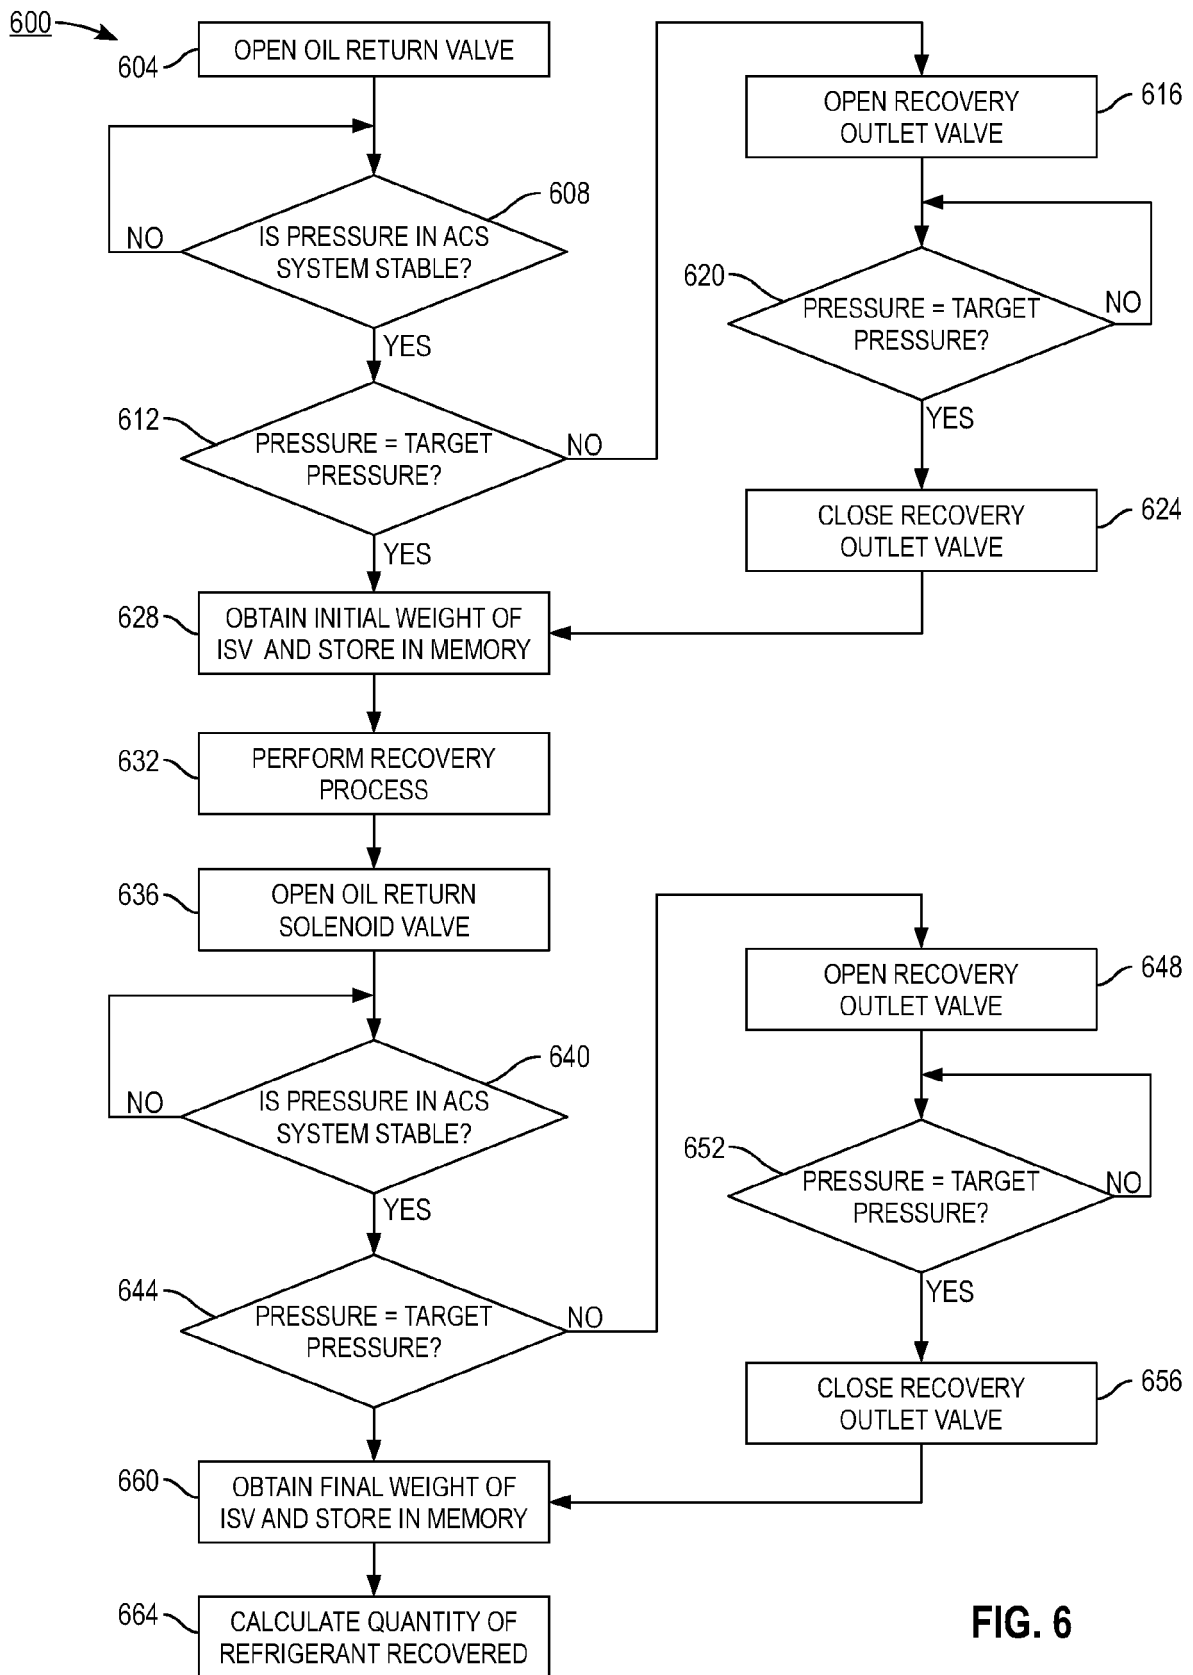 600
604
OPEN OIL RETURN VALVE
608
IS PRESSURE IN ACS
SYSTEM STABLE?
NO
YES
612
PRESSURE = TARGET
PRESSURE?
NO
YES
616
OPEN RECOVERY
OUTLET VALVE
620
PRESSURE = TARGET
PRESSURE?
NO
YES
624
CLOSE RECOVERY
OUTLET VALVE
628
OBTAIN INITIAL WEIGHT OF
ISV AND STORE IN MEMORY
632
PERFORM RECOVERY
PROCESS
636
OPEN OIL RETURN
SOLENOID VALVE
640
IS PRESSURE IN ACS
SYSTEM STABLE?
NO
YES
644
PRESSURE = TARGET
PRESSURE?
NO
648
OPEN RECOVERY
OUTLET VALVE
652
PRESSURE = TARGET
PRESSURE?
NO
YES
656
CLOSE RECOVERY
OUTLET VALVE
660
OBTAIN FINAL WEIGHT OF
ISV AND STORE IN MEMORY
664
CALCULATE QUANTITY OF
REFRIGERANT RECOVERED
FIG. 6